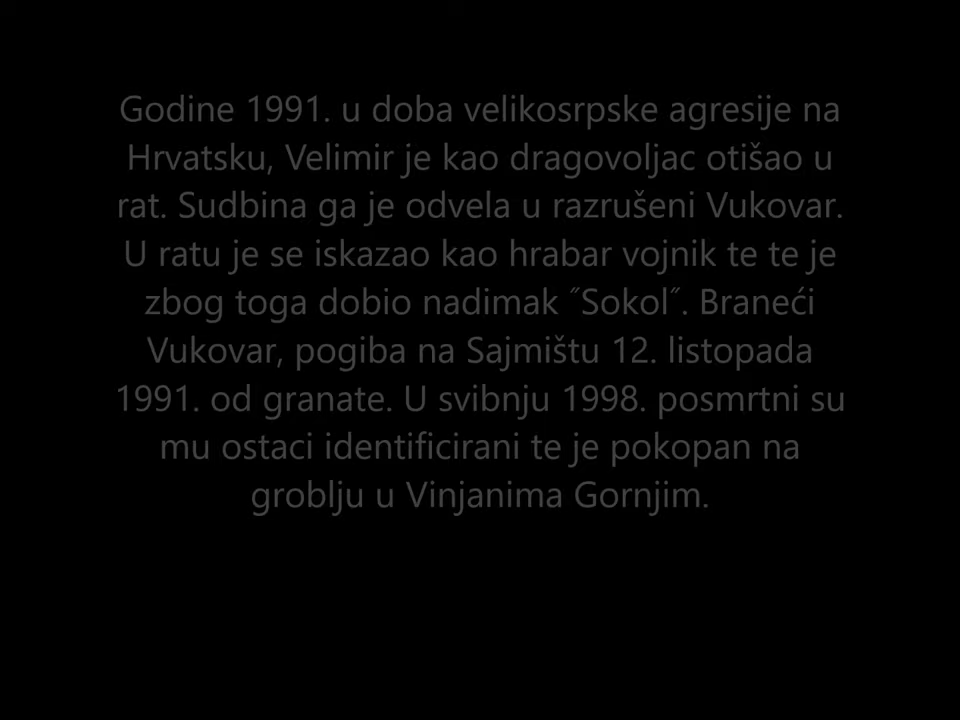 Godine 1991. u doba velikosrpske agresije na
Hrvatsku, Velimir je kao dragovoljac otišao u
rat. Sudbina ga je odvela u razrušeni Vukovar.
U ratu je se iskazao kao hrabar vojnik te te je
zbog toga dobio nadimak ˝Sokol˝. Braneći
Vukovar, pogiba na Sajmištu 12. listopada
1991. od granate. U svibnju 1998. posmrtni su
mu ostaci identificirani te je pokopan na
groblju u Vinjanima Gornjim.